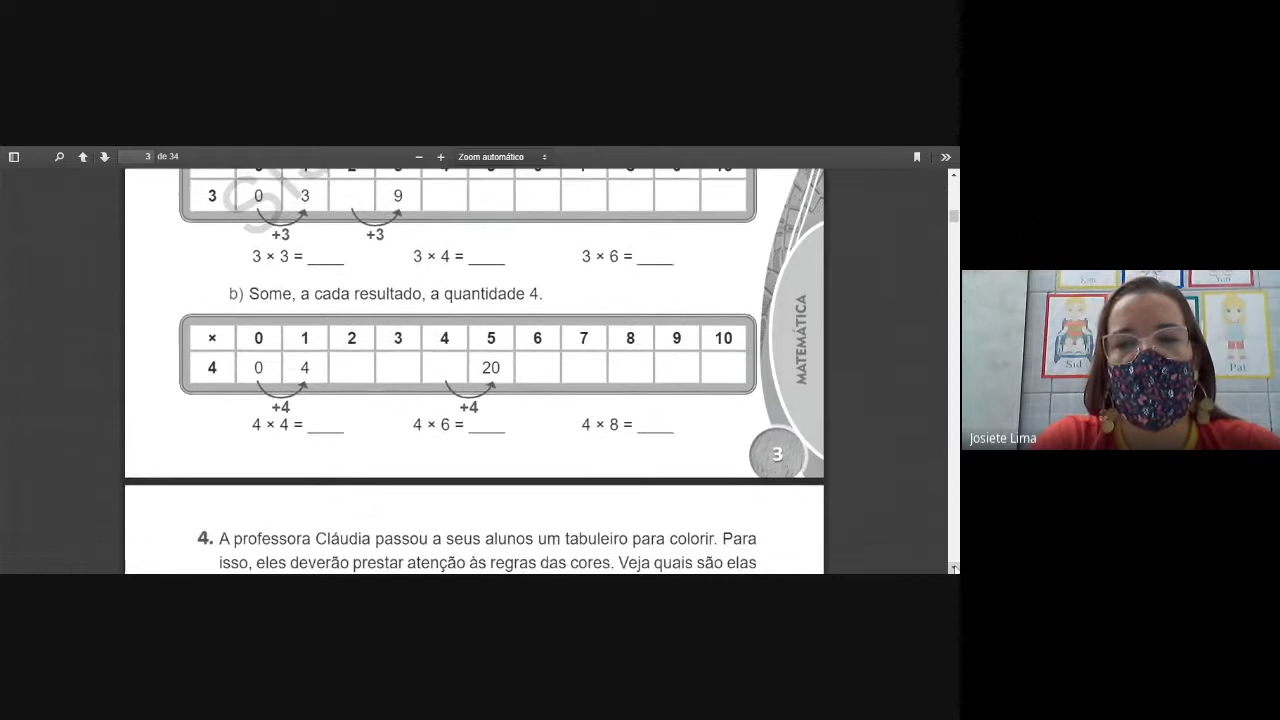 3 de 34
Zoom automático
3 0 3 9
+3 +3
3 × 3 = ____ 3 × 4 = ____ 3 × 6 = ____
b) Some, a cada resultado, a quantidade 4.
× 0 1 2 3 4 5 6 7 8 9 10
4 0 4 20
+4 +4
4 × 4 = ____ 4 × 6 = ____ 4 × 8 = ____
MATEMÁTICA
3
4. A professora Cláudia passou a seus alunos um tabuleiro para colorir. Para
isso, eles deverão prestar atenção às regras das cores. Veja quais são elas
Kim
Sid
Pat
Josiete Lima